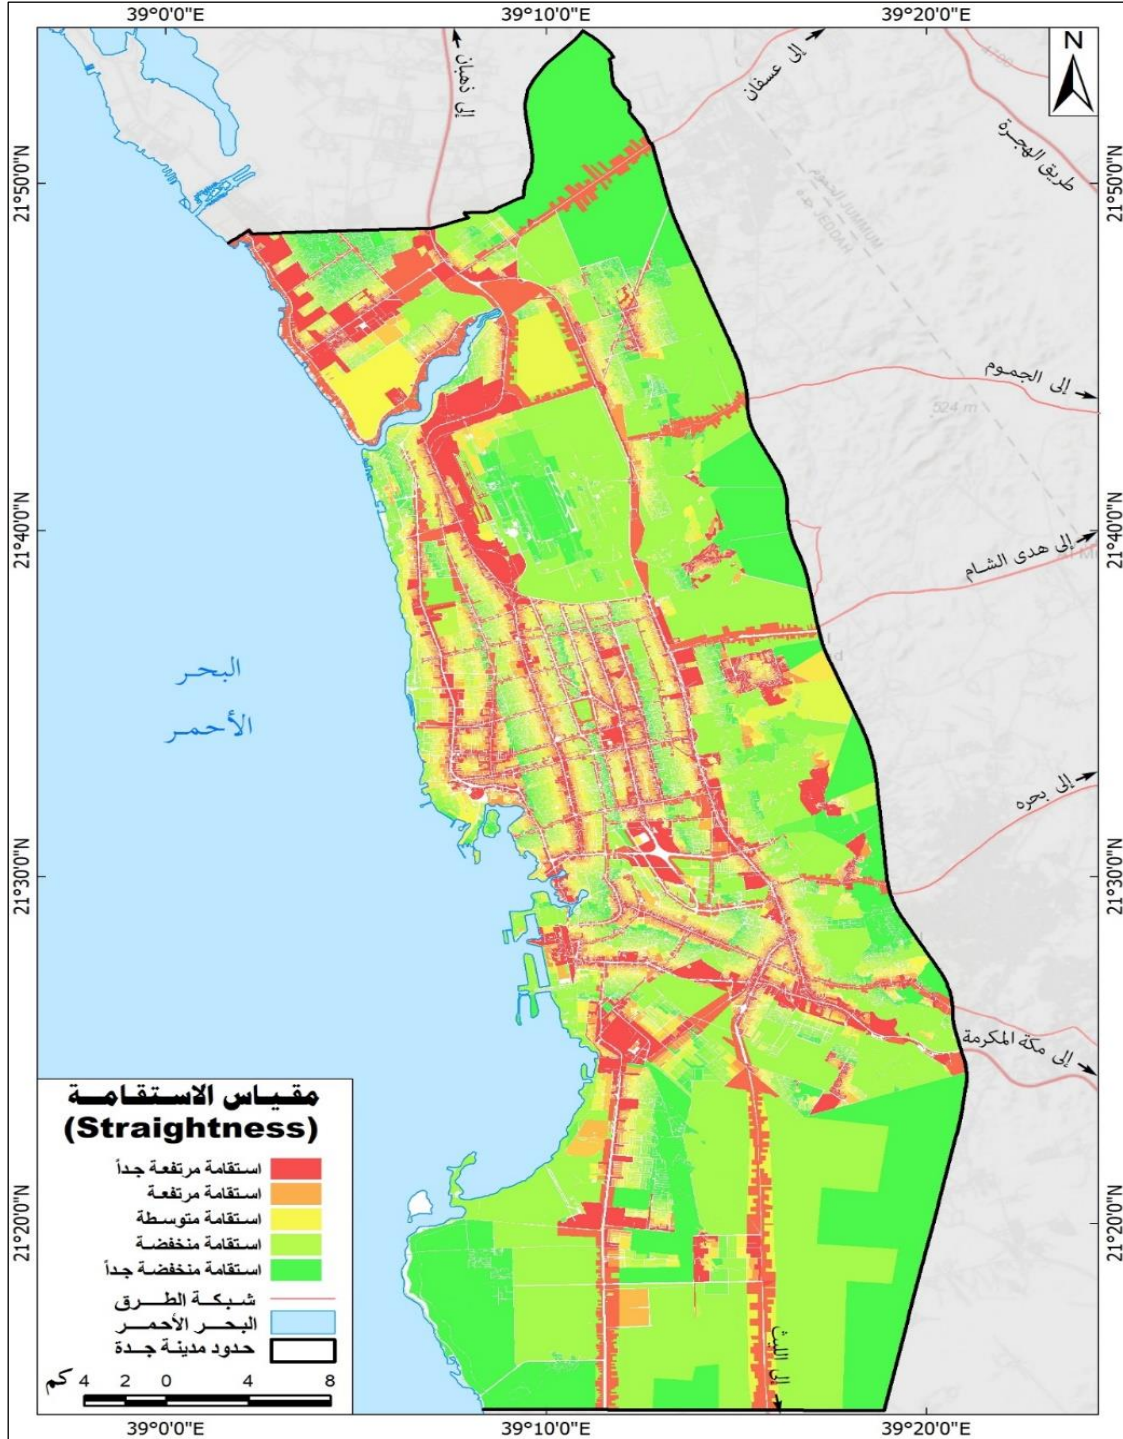 39°0'0"E
39°10'0"E
39°20'0"E
N
إلى ذهبان
إلى عسفان
طريق الهجرة
21°50'0"N
21°50'0"N
الجموم JUMMUM
جدة JEDDAH
إلى الجموم
524 m
21°40'0"N
21°40'0"N
إلى هدى الشام
البحر
الأحمر
إلى بحره
21°30'0"N
21°30'0"N
إلى مكة المكرمة
مقياس الاستقامة
(Straightness)
استقامة مرتفعة جداً
استقامة مرتفعة
استقامة متوسطة
استقامة منخفضة
استقامة منخفضة جداً
شبكة الطرق
البحر الأحمر
حدود مدينة جدة
كم
4 2 0 4 8
21°20'0"N
21°20'0"N
إلى الليث
39°0'0"E
39°10'0"E
39°20'0"E